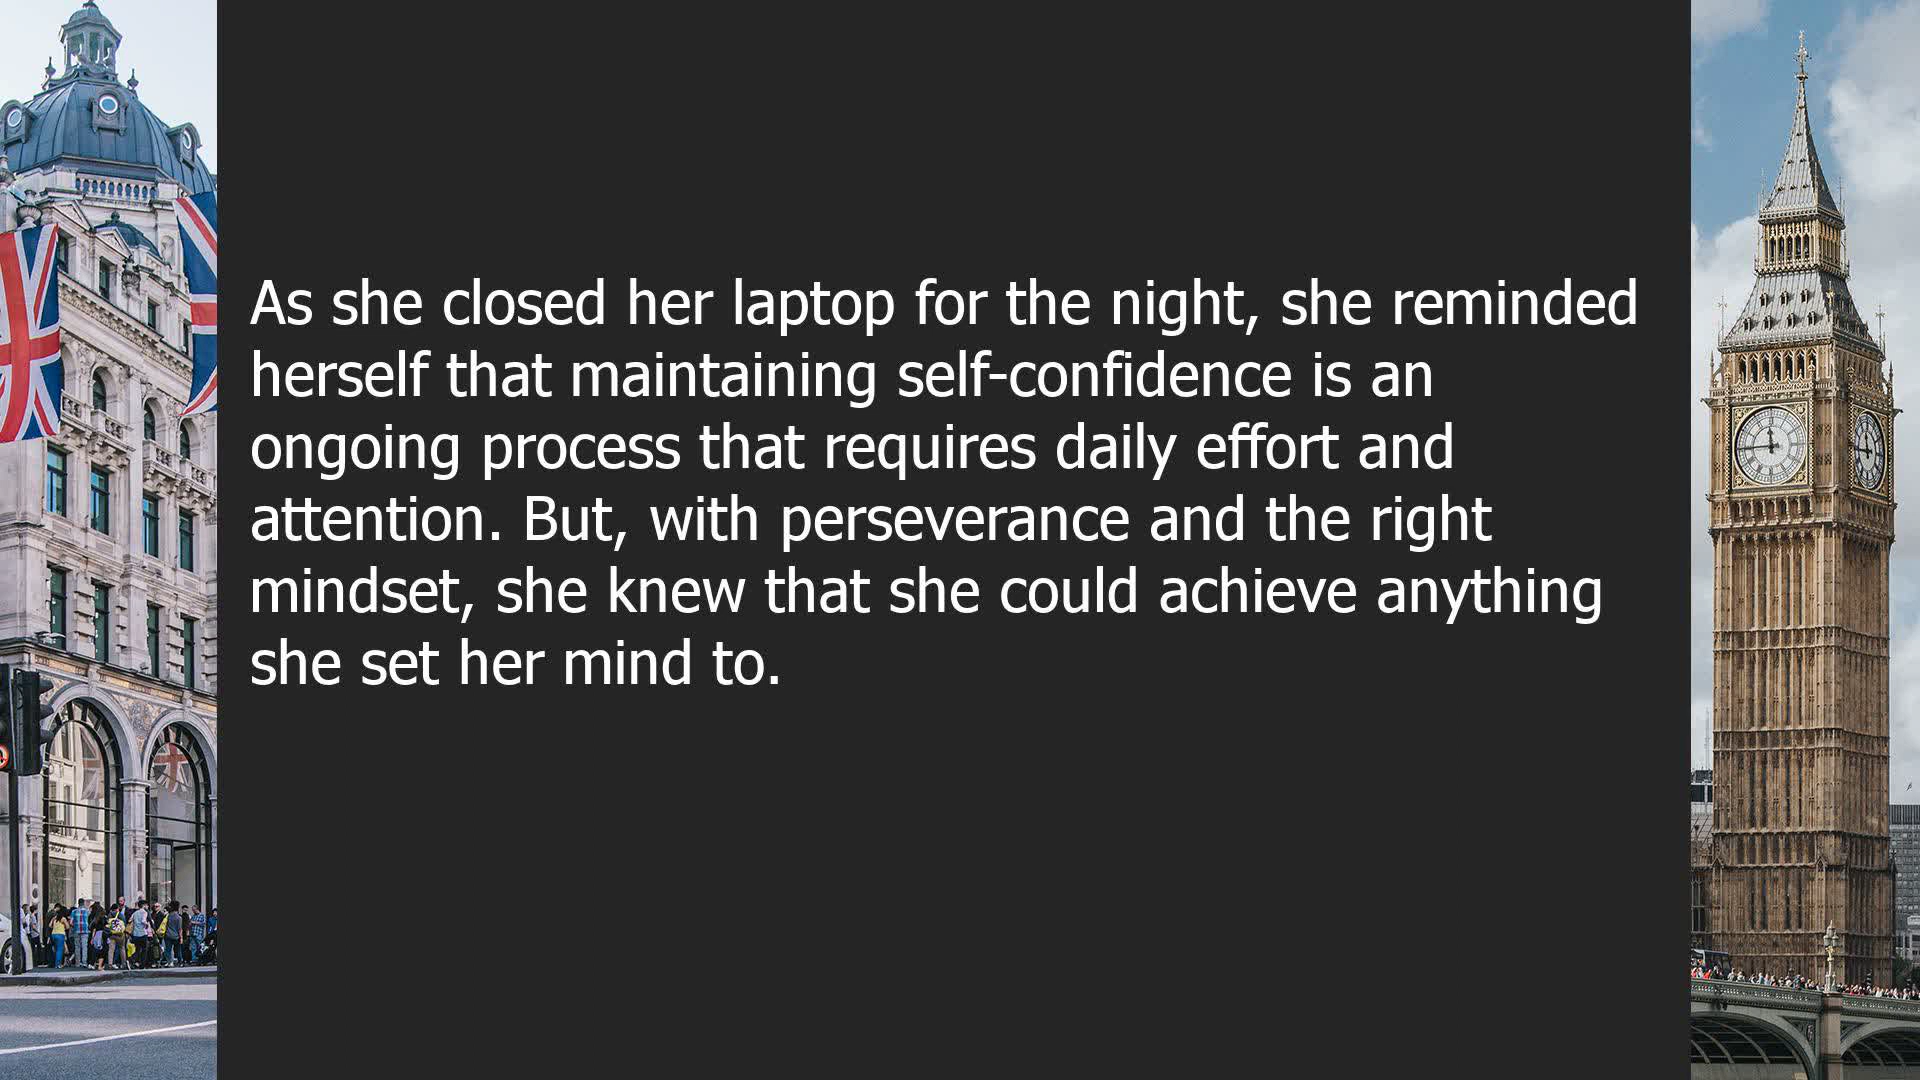 As she closed her laptop for the night, she reminded
herself that maintaining self-confidence is an
ongoing process that requires daily effort and
attention. But, with perseverance and the right
mindset, she knew that she could achieve anything
she set her mind to.